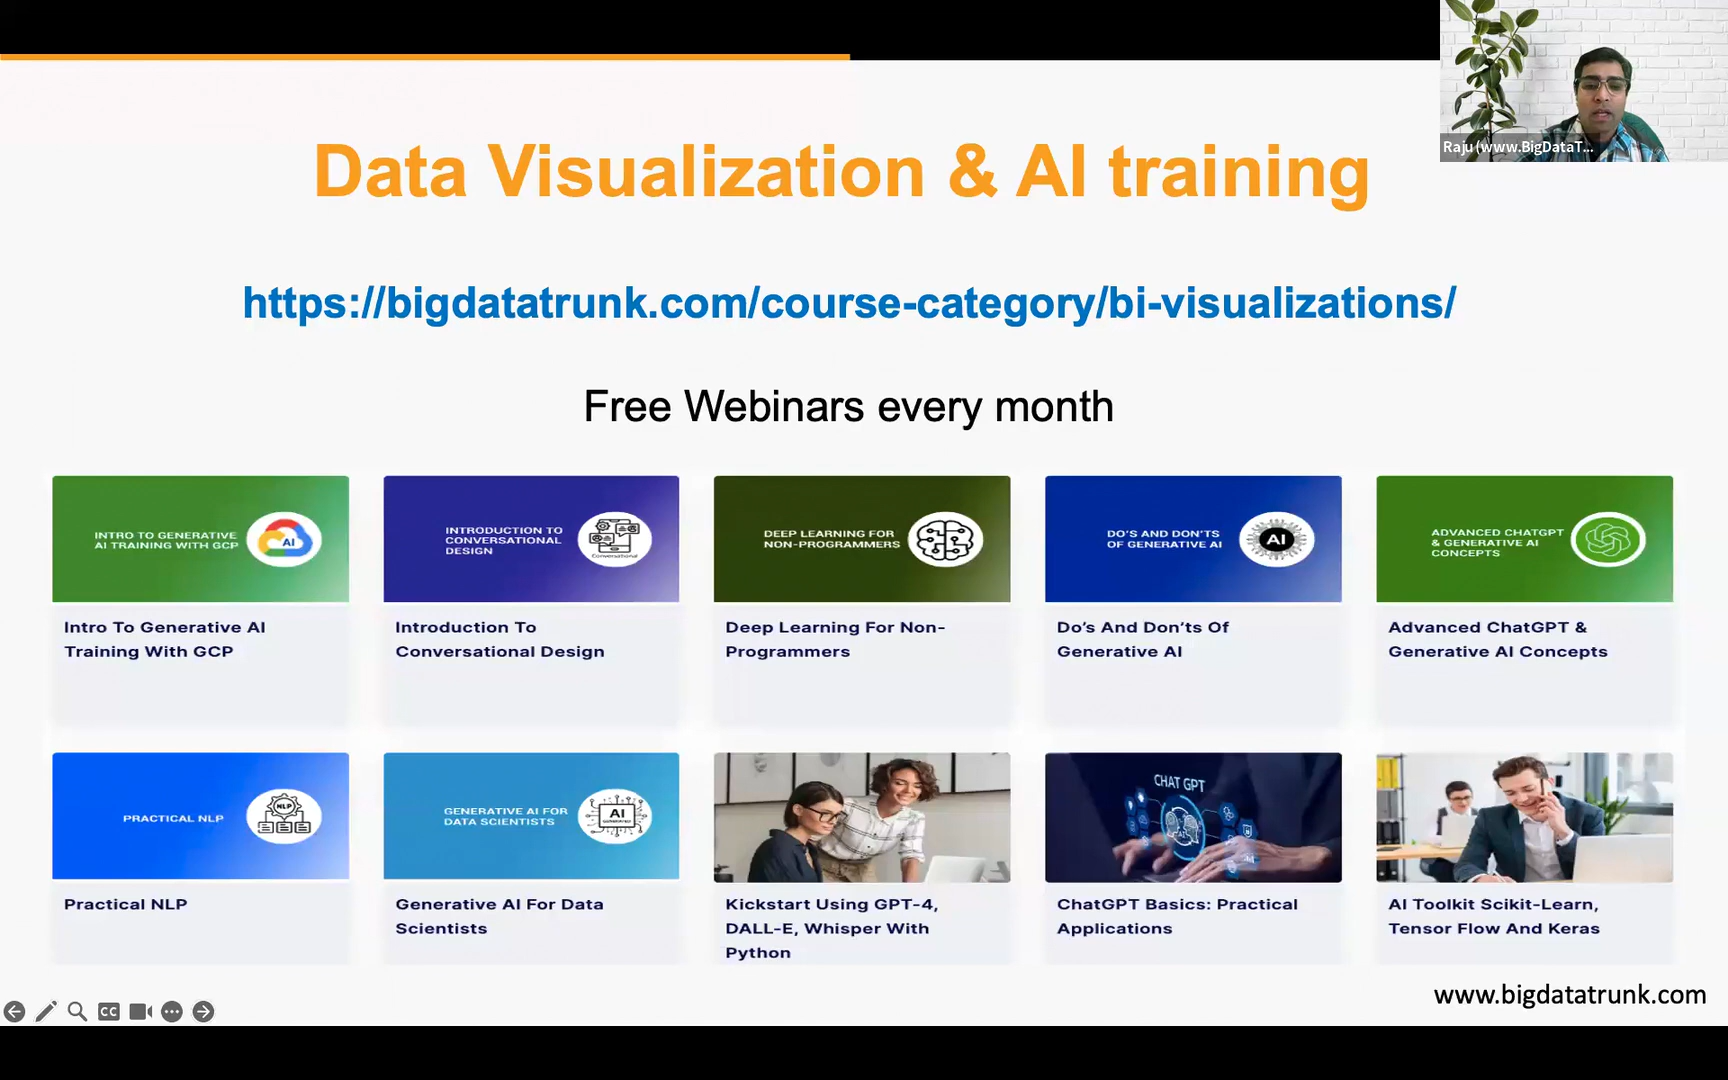 Raju (www.BigDataT...
Data Visualization & AI training
https://bigdatatrunk.com/course-category/bi-visualizations/
Free Webinars every month
INTRO TO GENERATIVE
AI TRAINING WITH GCP
AI
INTRODUCTION TO
CONVERSATIONAL
DESIGN
Conversational
DEEP LEARNING FOR
NON-PROGRAMMERS
DO'S AND DON'TS
OF GENERATIVE AI
AI
ADVANCED CHATGPT
& GENERATIVE AI
CONCEPTS
Intro To Generative AI
Training With GCP
Introduction To
Conversational Design
Deep Learning For Non-
Programmers
Do's And Don'ts Of
Generative AI
Advanced ChatGPT &
Generative AI Concepts
PRACTICAL NLP
NLP
GENERATIVE AI FOR
DATA SCIENTISTS
AI
CHAT GPT
AI
Practical NLP
Generative AI For Data
Scientists
Kickstart Using GPT-4,
DALL-E, Whisper With
Python
ChatGPT Basics: Practical
Applications
AI Toolkit Scikit-Learn,
Tensor Flow And Keras
www.bigdatatrunk.com
CC